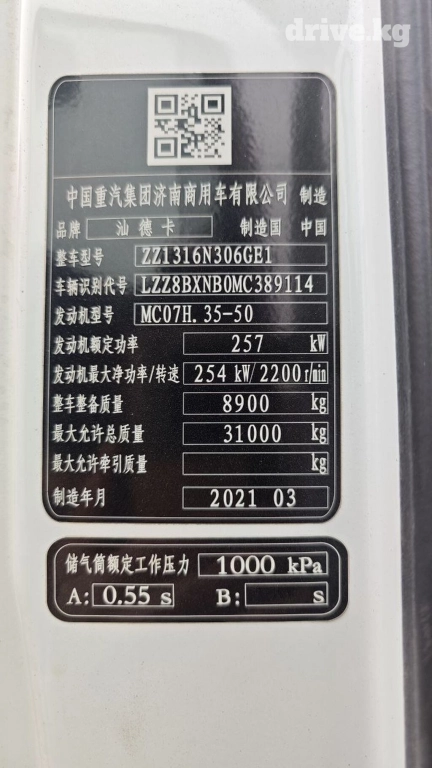 drive.kg
中国重汽集团济南商用车有限公司 制造
品牌 汕德卡 制造国 中国
整车型号 ZZ1316N306GE1
车辆识别代号 LZZ8BXNB0MC389114
发动机型号 MC07H.35-50
发动机额定功率 257 kW
发动机最大净功率/转速 254 kW/2200r/min
整车整备质量 8900 kg
最大允许总质量 31000 kg
最大允许牵引质量 kg
制造年月 2021 03
储气筒额定工作压力 1000 kPa
A: 0.55 s B: s